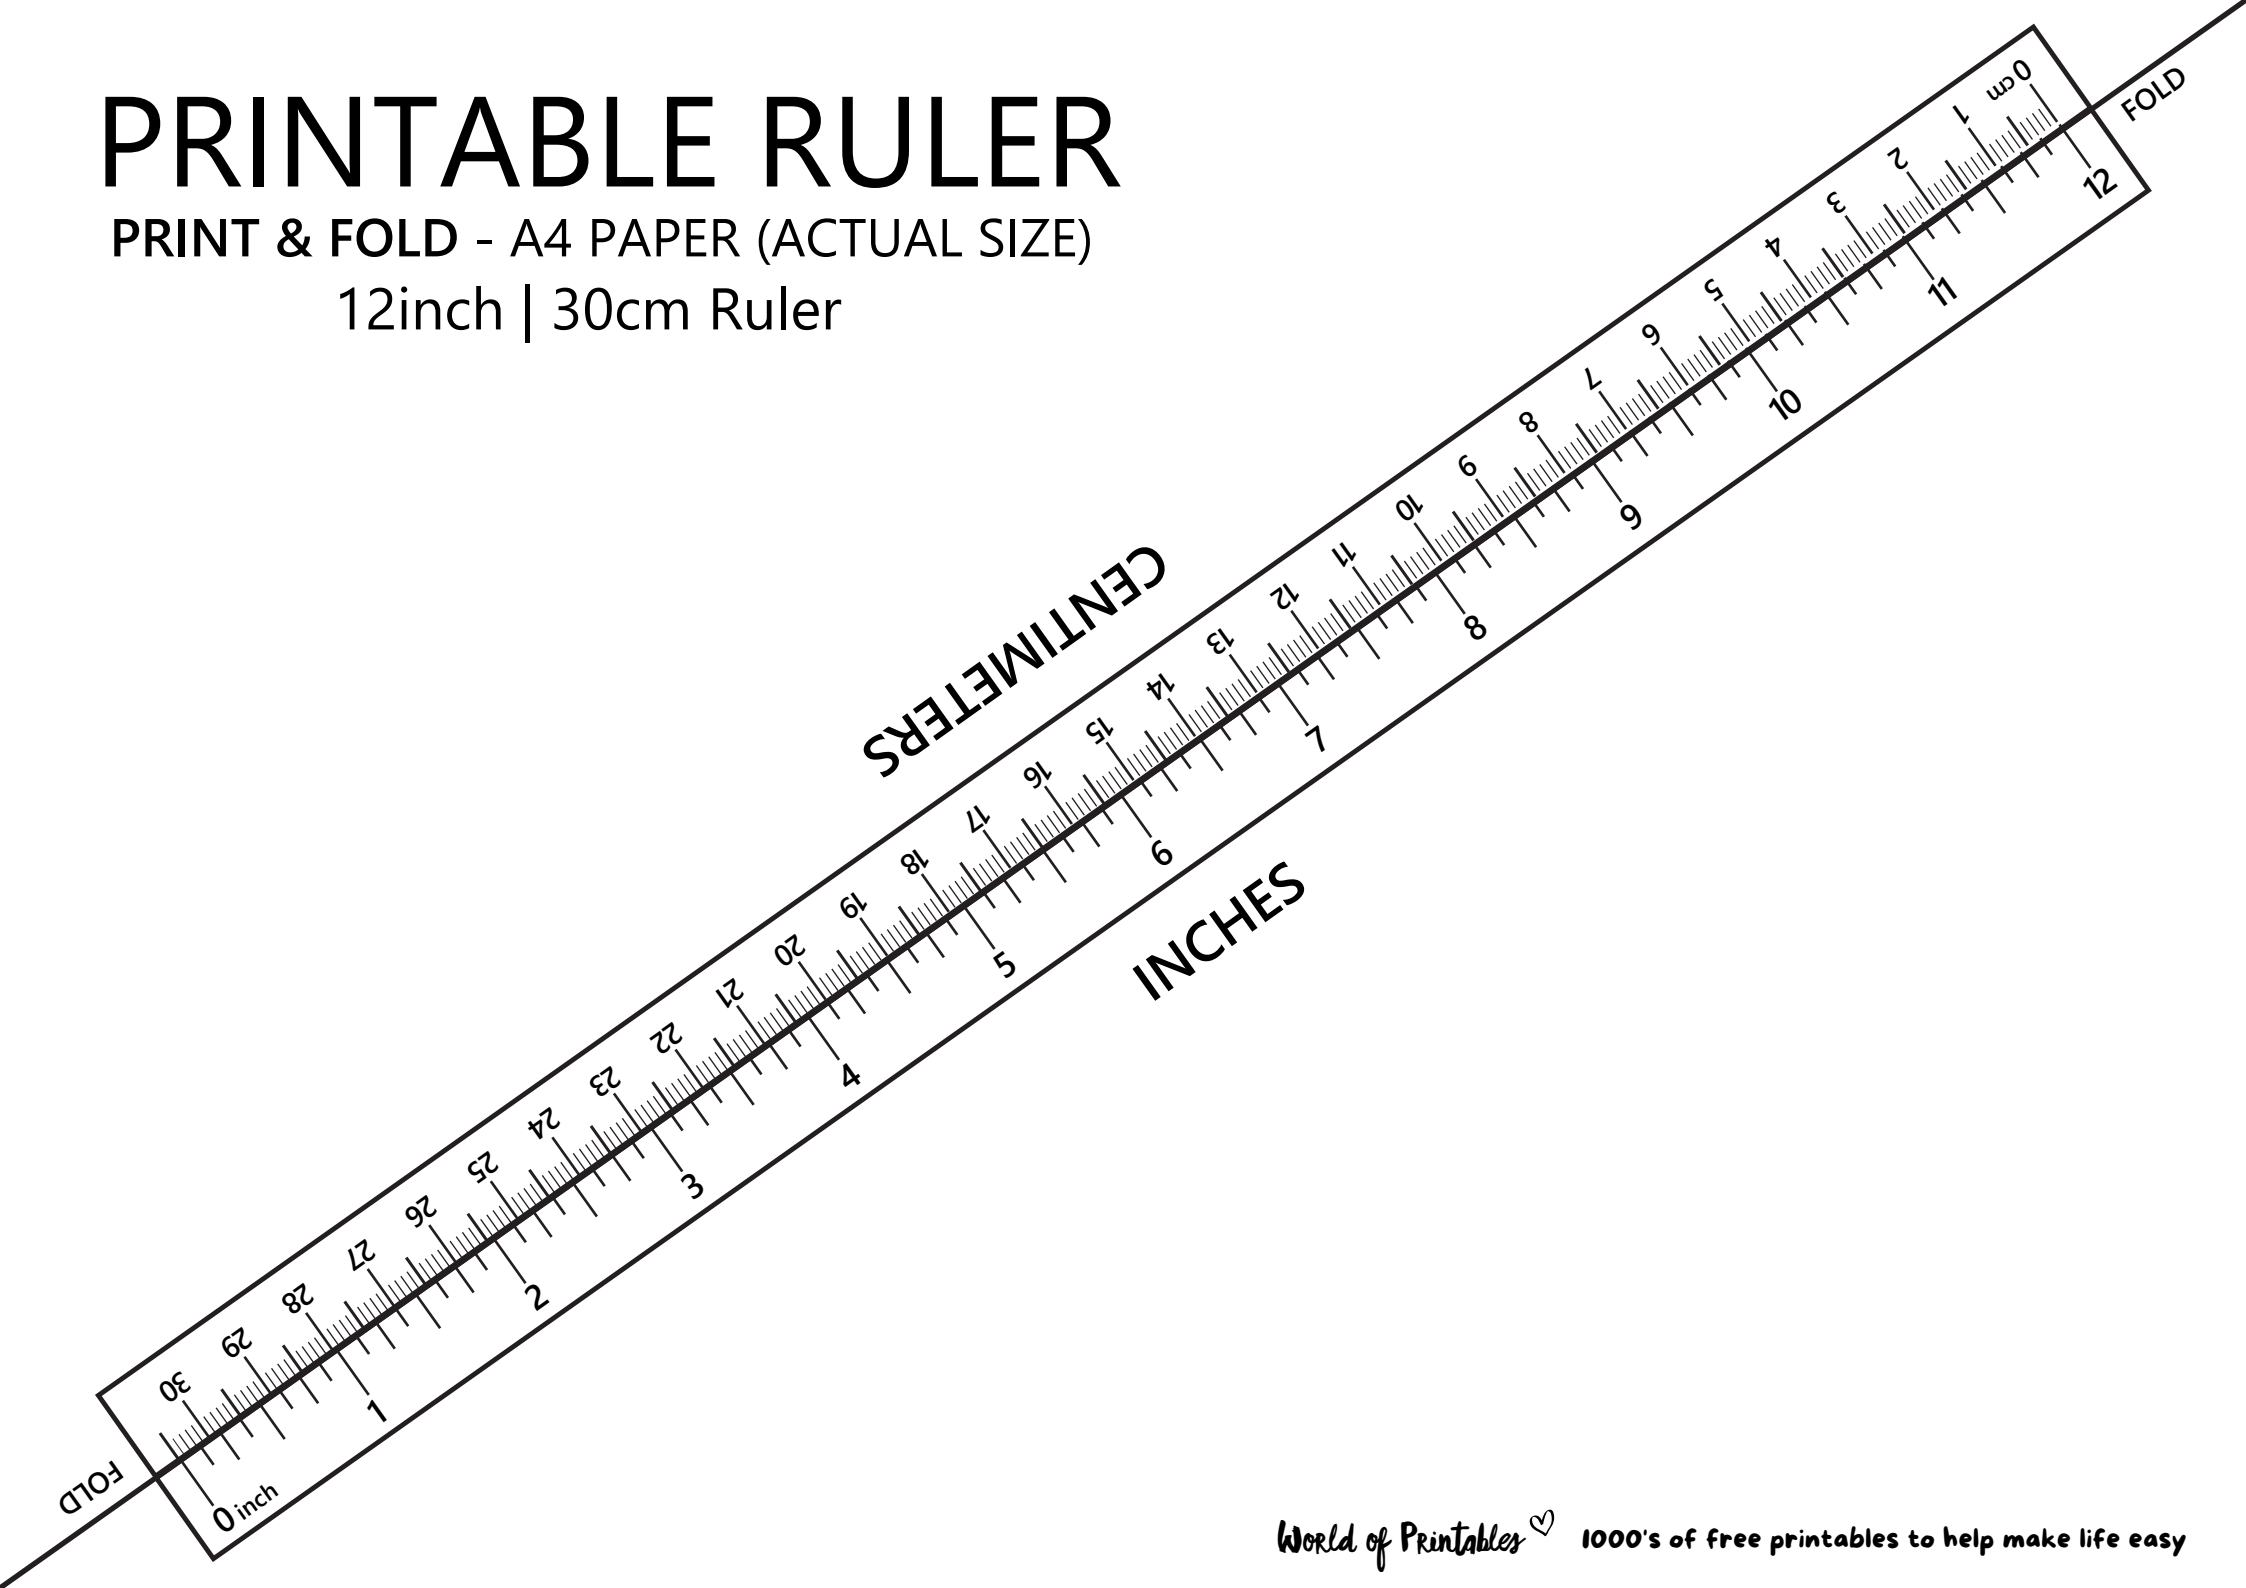 PRINTABLE RULER
PRINT & FOLD - A4 PAPER (ACTUAL SIZE)
12inch | 30cm Ruler
FOLD
0 cm 1 2 3 4 5 6 7 8 9 10 11 12 13 14 15 16 17 18 19 20 21 22 23 24 25 26 27 28 29 30
CENTIMETERS
0 inch 1 2 3 4 5 6 7 8 9 10 11 12
INCHES
FOLD
World of Printables 1000's of free printables to help make life easy